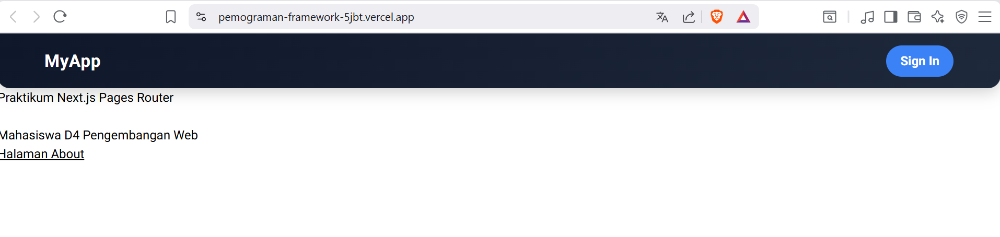 pemograman-framework-5jbt.vercel.app
MyApp
Sign In
Praktikum Next.js Pages Router
Mahasiswa D4 Pengembangan Web
Halaman About